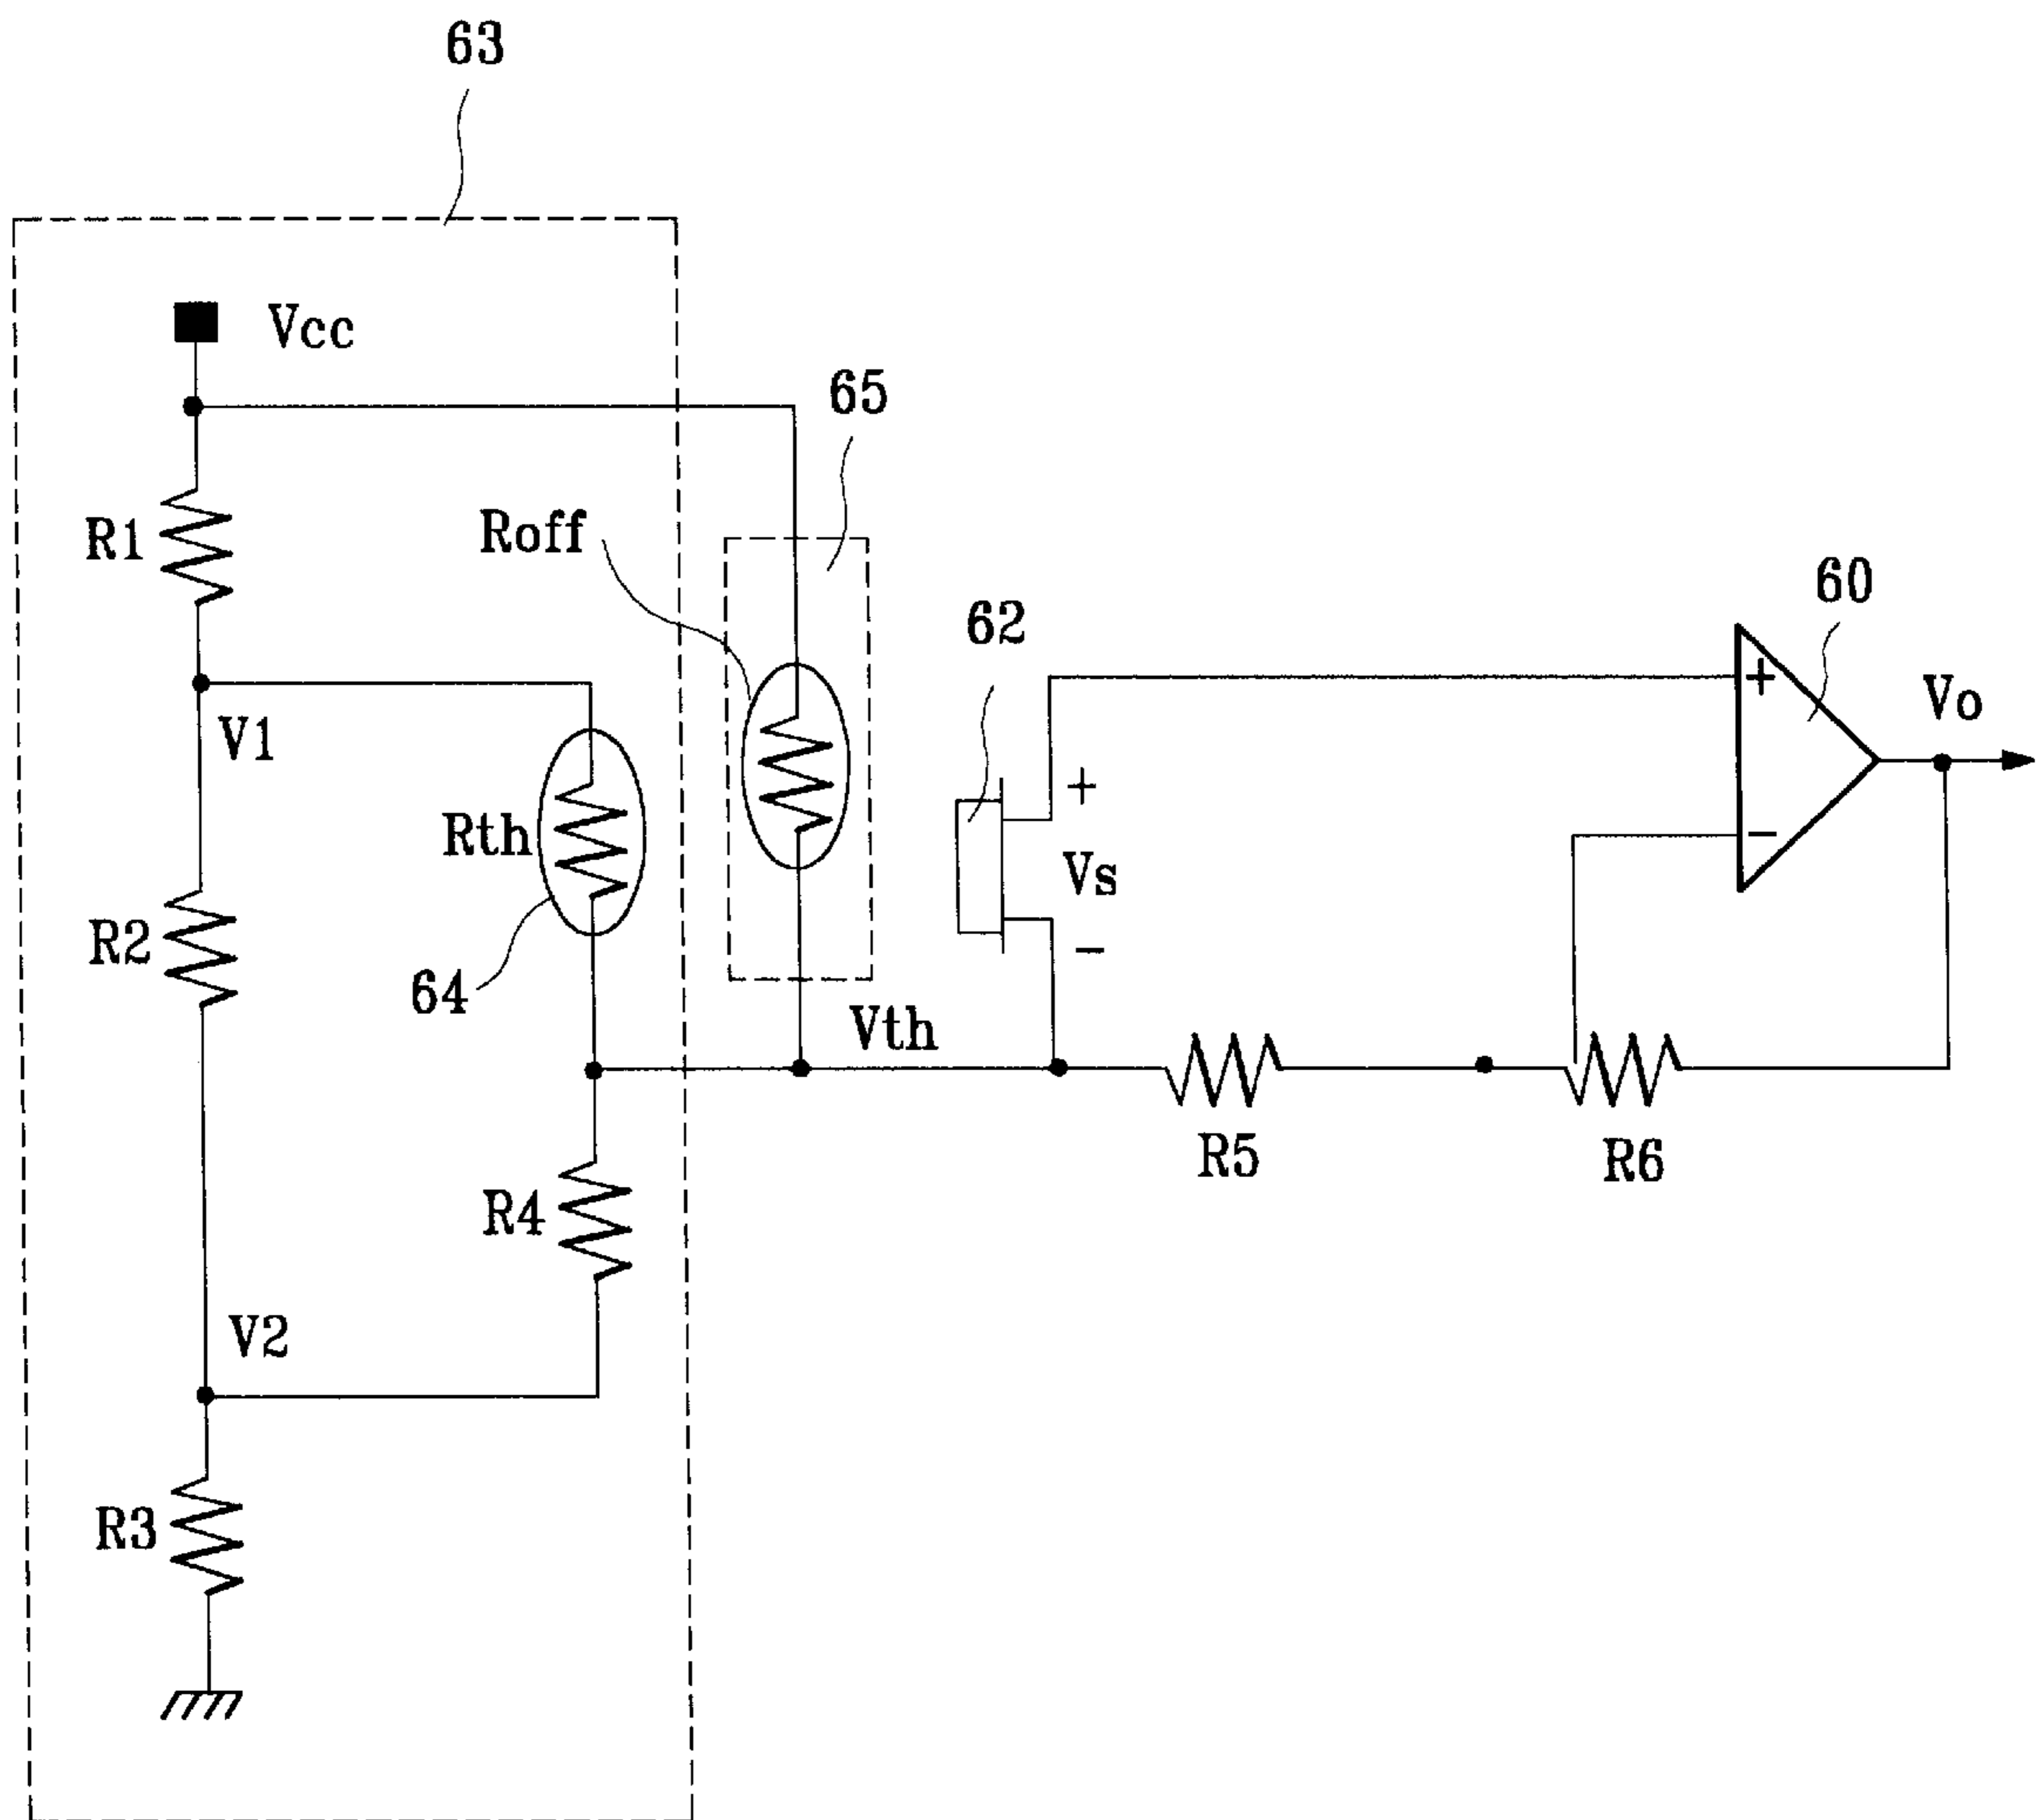 63
Vcc
65
R1
Roff
60
62
+
Vo
V1
+
Rth
−
Vs
R2
−
64
Vth
R5
R6
R4
V2
R3